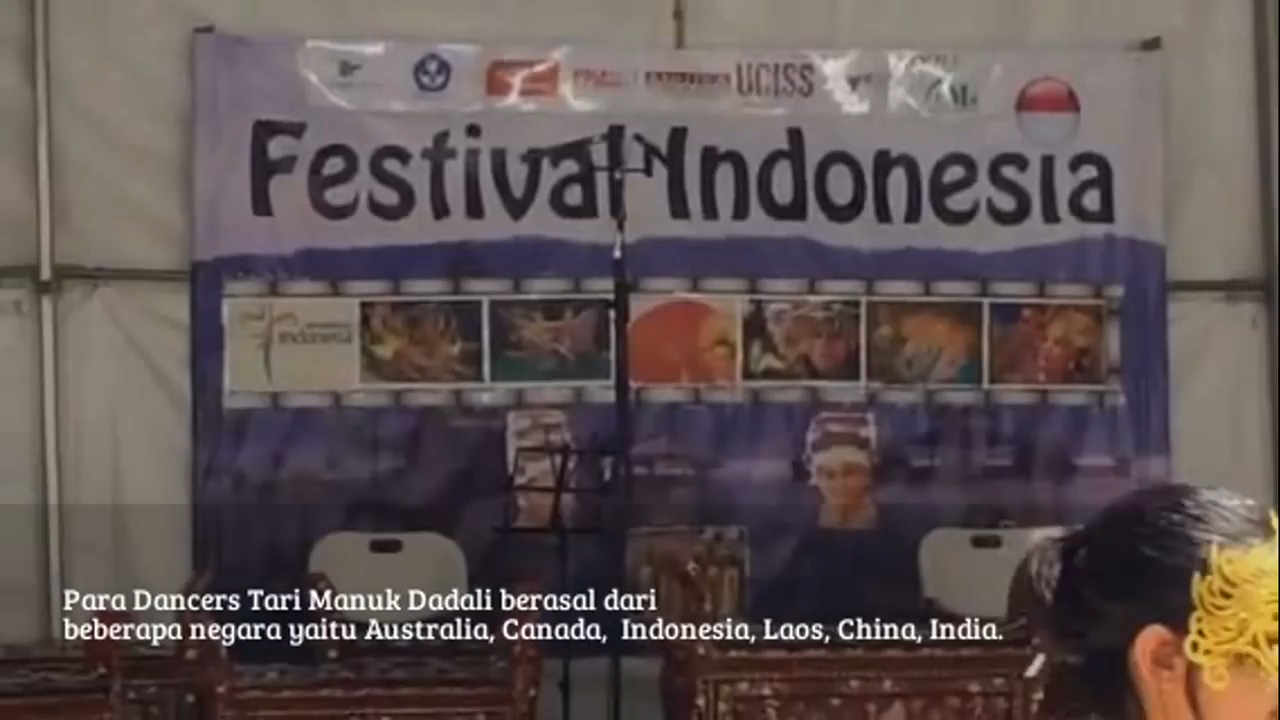 UCISS
Festival Indonesia
indonesia
Para Dancers Tari Manuk Dadali berasal dari
beberapa negara yaitu Australia, Canada, Indonesia, Laos, China, India.